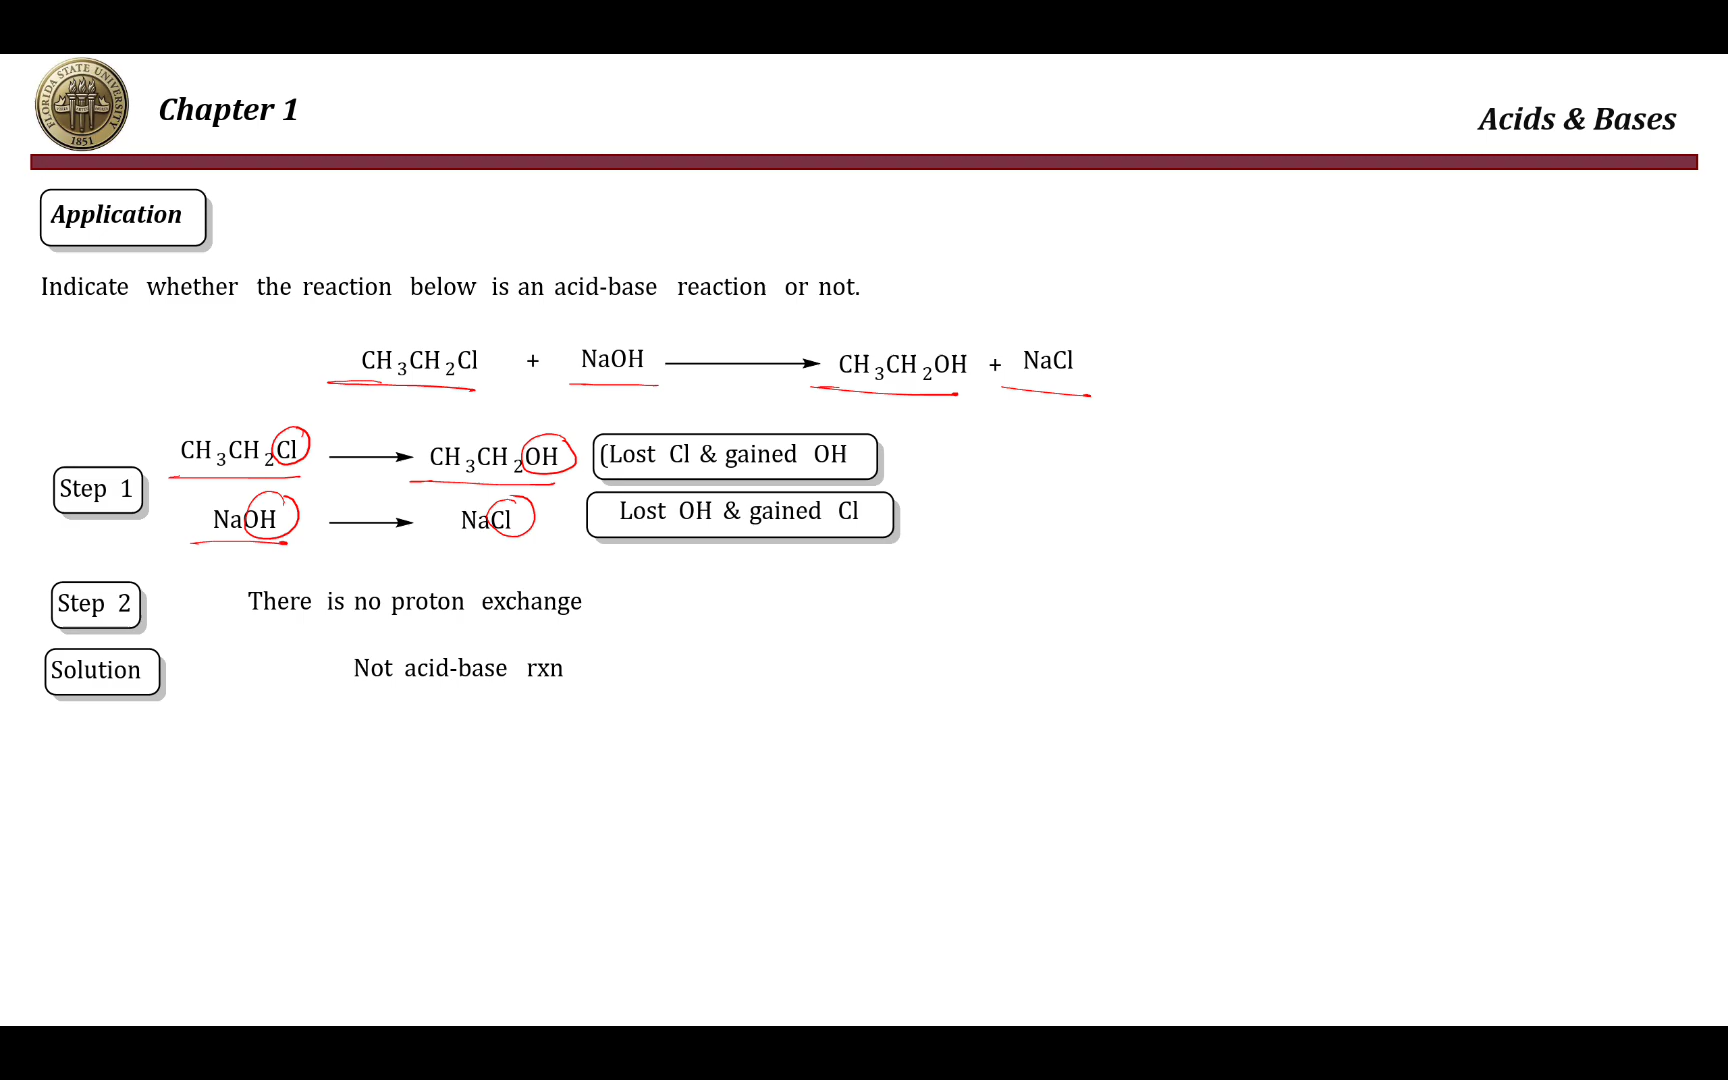 FLORIDA STATE UNIVERSITY
1851
Chapter 1
Acids & Bases
Application
Indicate whether the reaction below is an acid-base reaction or not.
CH3CH2Cl + NaOH CH3CH2OH + NaCl
CH3CH2Cl CH3CH2OH (Lost Cl & gained OH
Step 1
NaOH NaCl Lost OH & gained Cl
Step 2 There is no proton exchange
Solution Not acid-base rxn